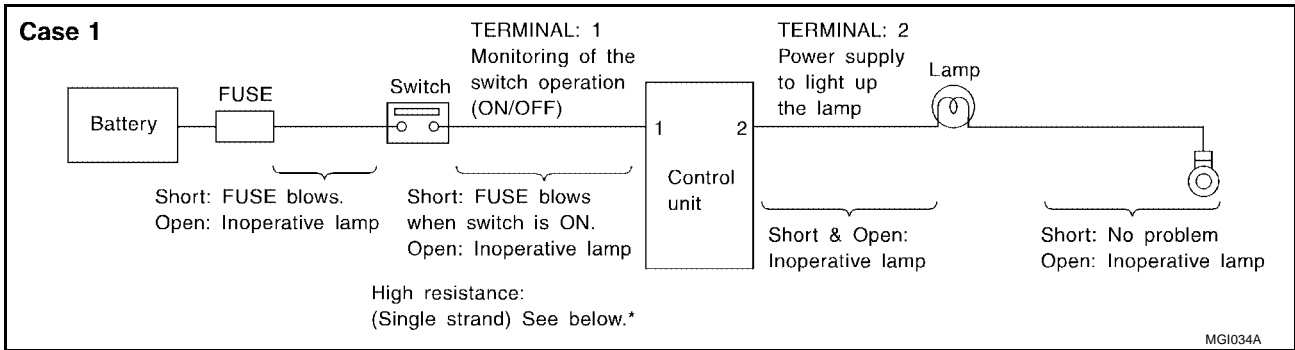 Case 1
Battery
FUSE
Short: FUSE blows.
Open: Inoperative lamp
Switch
TERMINAL: 1
Monitoring of the
switch operation
(ON/OFF)
Short: FUSE blows
when switch is ON.
Open: Inoperative lamp
High resistance:
(Single strand) See below.*
1
2
Control
unit
TERMINAL: 2
Power supply
to light up
the lamp
Lamp
Short & Open:
Inoperative lamp
Short: No problem
Open: Inoperative lamp
MGI034A